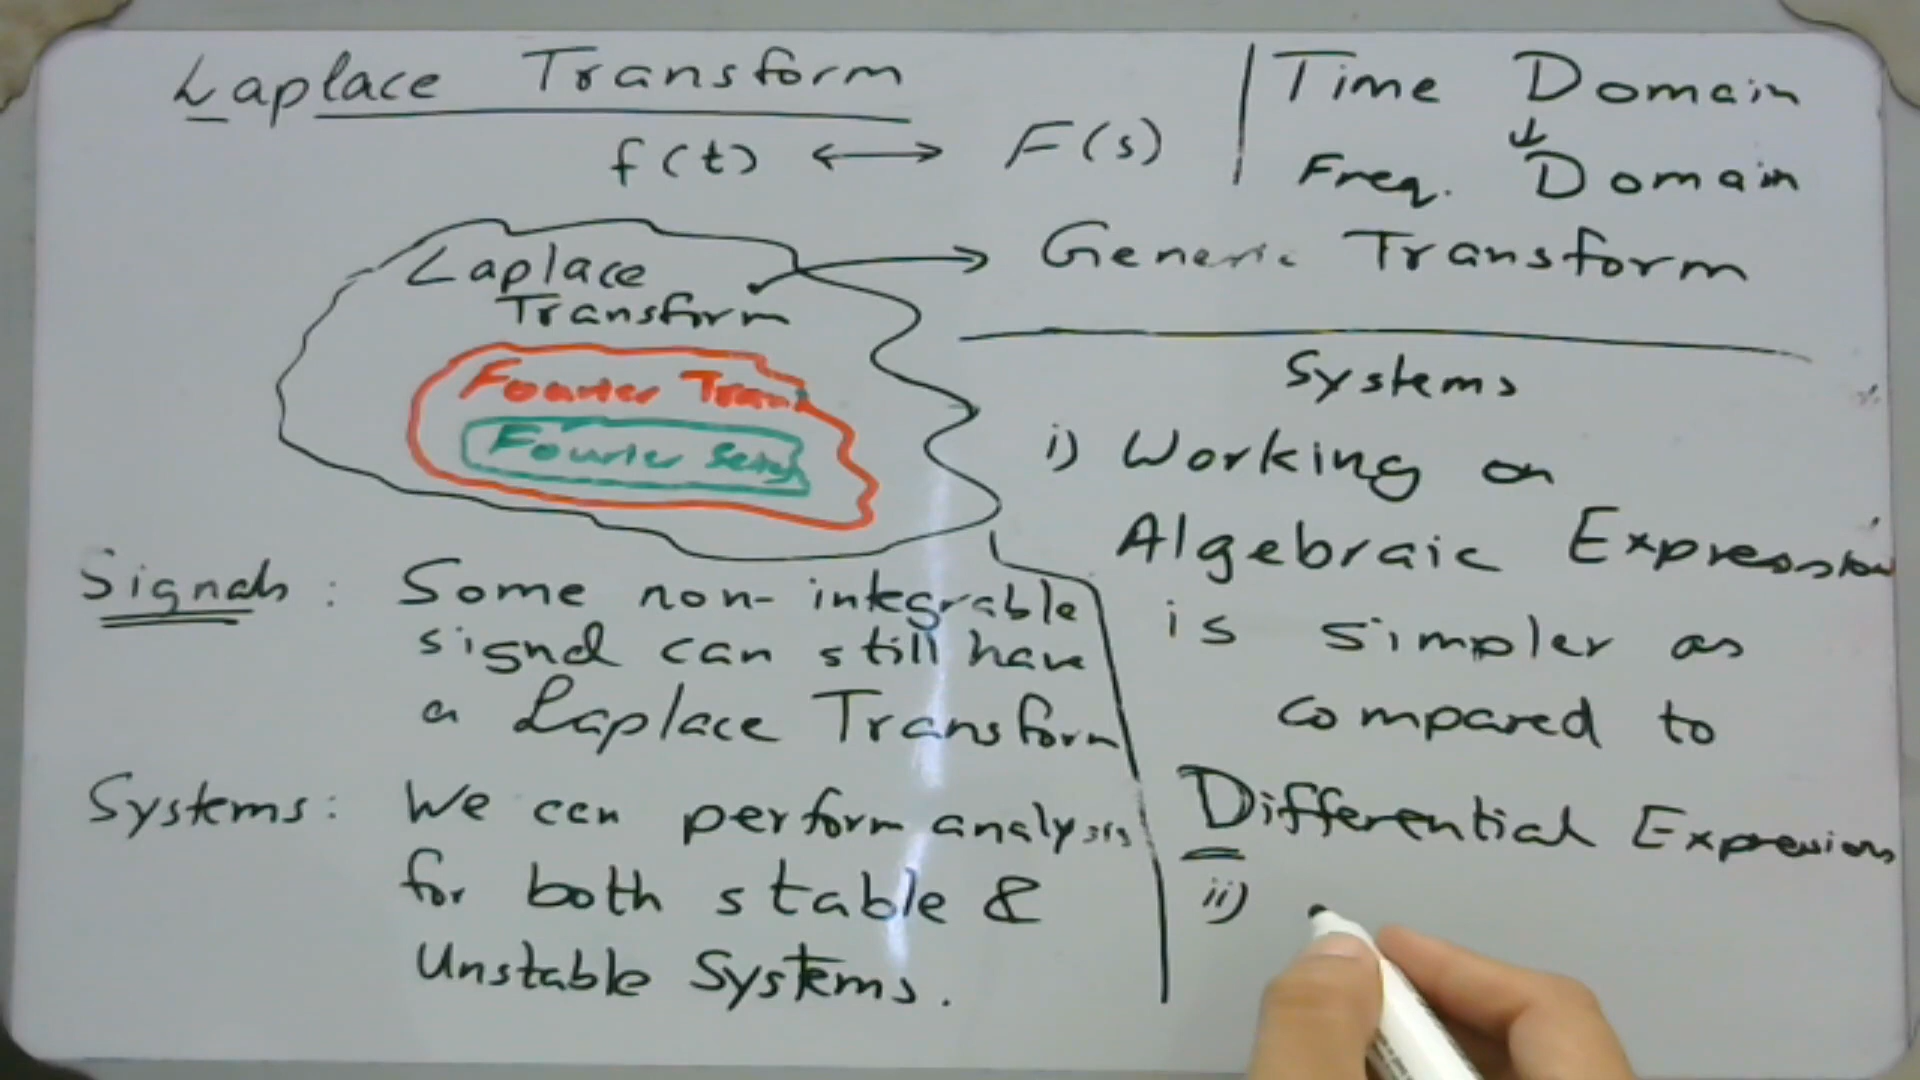 Laplace Transform
f(t) ↔ F(s)
Time Domain
↓
Freq. Domain
Laplace
Transform
→ Generic Transform
Fourier Trans
Fourier Series
Signals : Some non-integrable
signal can still have
a Laplace Transform
Systems : We can perform analysis
for both stable &
Unstable Systems.
Systems
i) Working on
Algebraic Expression
is simpler as
compared to
Differential Expressions
ii)